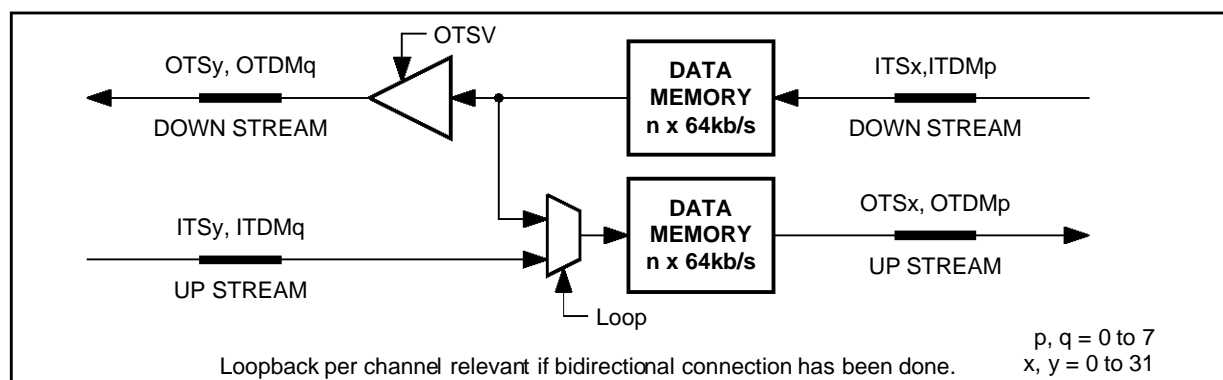 OTSV
OTSy, OTDMq
DOWN STREAM
DATA
MEMORY
n x 64kb/s
ITSx,ITDMp
DOWN STREAM
ITSy, ITDMq
UP STREAM
DATA
MEMORY
n x 64kb/s
OTSx, OTDMp
UP STREAM
Loop
Loopback per channel relevant if bidirectional connection has been done.
p, q = 0 to 7
x, y = 0 to 31